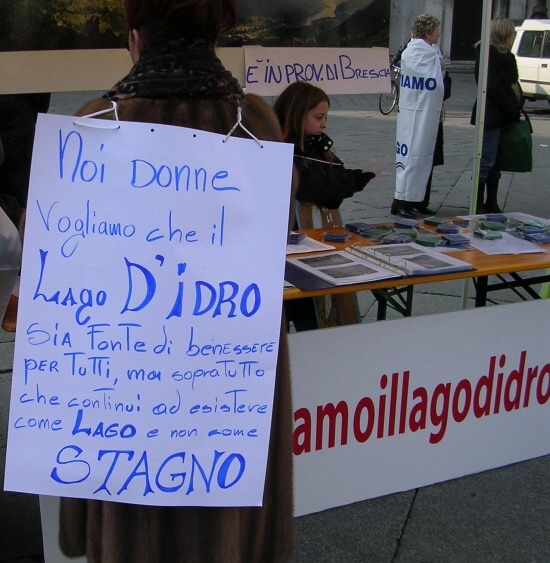 È IN PROV. DI BRESCIA
IAMO
GO
Noi DONNE
Vogliamo che il
LAGO D'IDRO
Sia Fonte di benessere
per tutti, ma sopratutto
che continui ad esistere
come LAGO e non come
STAGNO
amoillagodidro